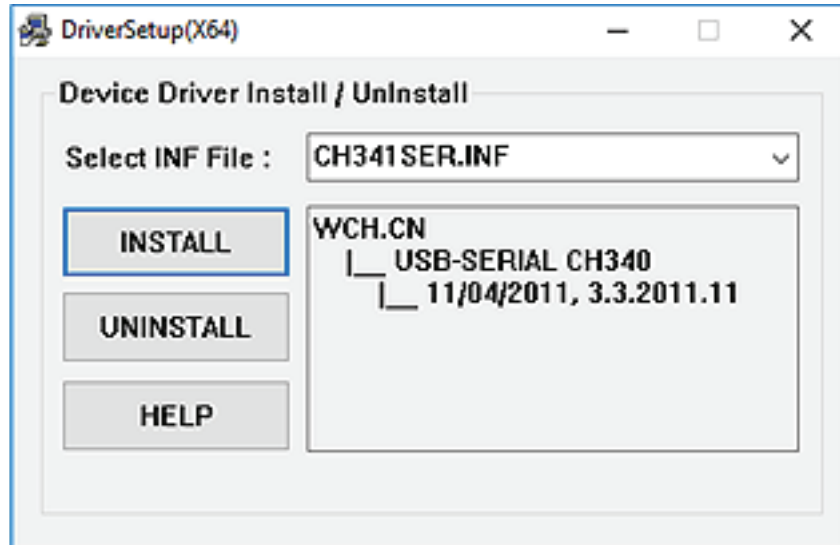 DriverSetup(X64)
Device Driver Install / UnInstall
Select INF File :
CH341SER.INF
INSTALL
UNINSTALL
HELP
WCH.CN
|__ USB-SERIAL CH340
|__ 11/04/2011, 3.3.2011.11